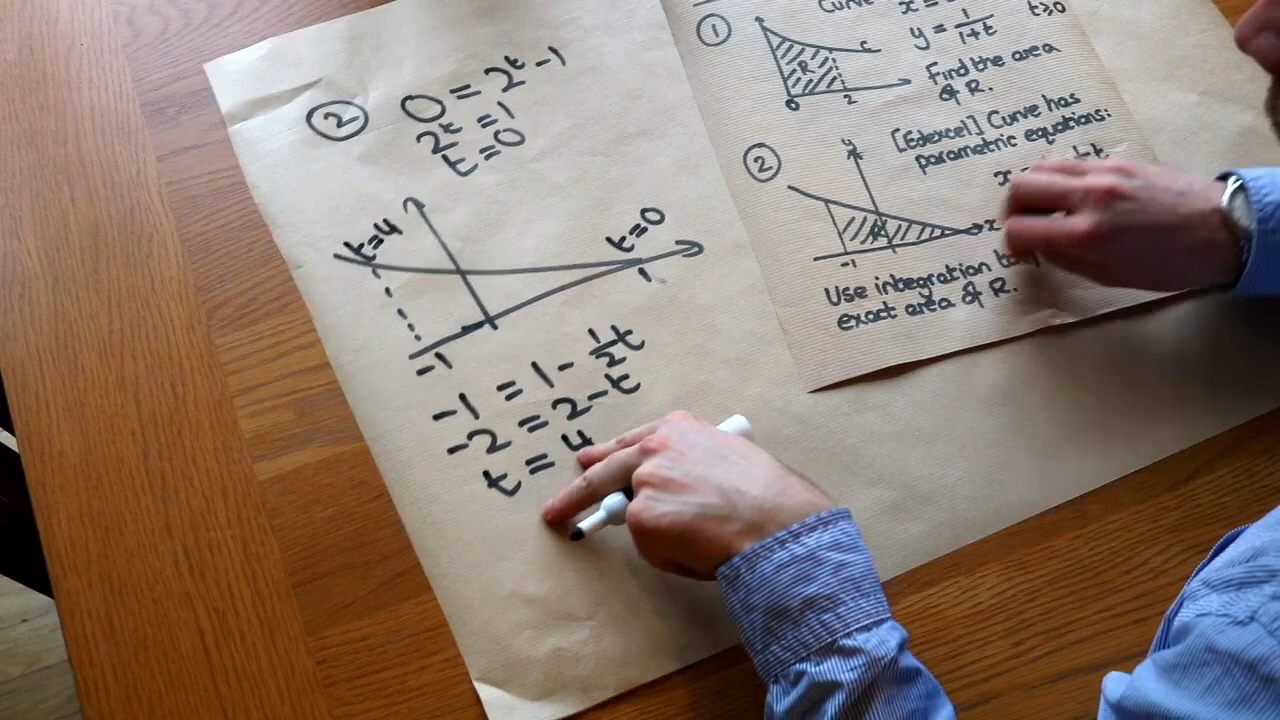 ②
0 = 2^t - 1
2^t = 1
t = 0
t=4
t=0
-1
1
-1 = 1 - 1/2 t
-2 = 2 - t
t = 4
①
Curve
x =
y = 1/(1+t)
t≥0
R
c
0
2
Find the area
of R.
②
[Edexcel] Curve has
parametric equations:
x =
y
R
x
-1
Use integration to
exact area of R.